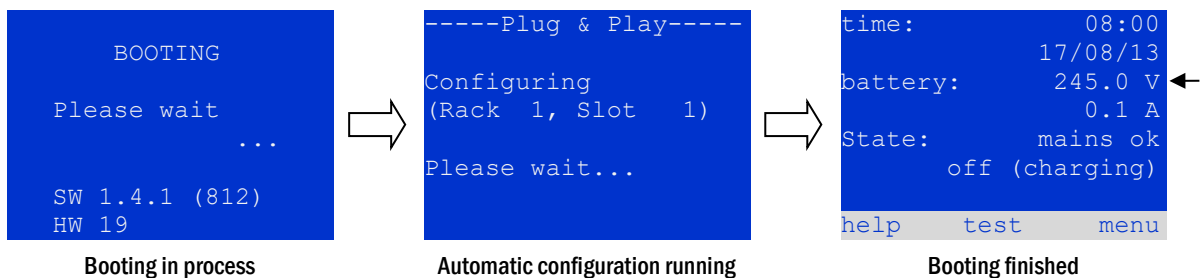 BOOTING
Please wait
...
SW 1.4.1 (812)
HW 19
Booting in process
-----Plug & Play-----
Configuring
(Rack 1, Slot 1)
Please wait...
Automatic configuration running
time: 08:00
17/08/13
battery: 245.0 V
0.1 A
State: mains ok
off (charging)
help test menu
Booting finished